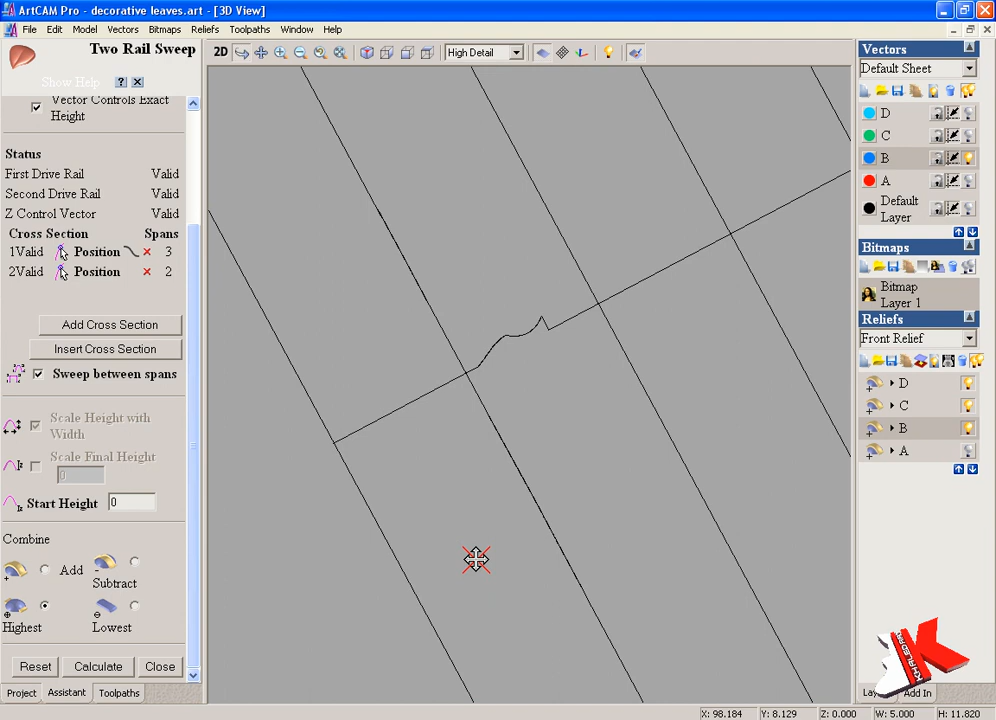 ArtCAM Pro - decorative leaves.art - [3D View]
File Edit Model Vectors Bitmaps Reliefs Toolpaths Window Help
Two Rail Sweep
Show Help ?
Vector Controls Exact
Height
Status
First Drive Rail Valid
Second Drive Rail Valid
Z Control Vector Valid
Cross Section Spans
1Valid Position 3
2Valid Position 2
Add Cross Section
Insert Cross Section
Sweep between spans
Scale Height with
Width
Scale Final Height
0
Start Height 0
Combine
Add
Subtract
Highest
Lowest
Reset Calculate Close
Project Assistant Toolpaths
2D High Detail
Vectors
Default Sheet
D
C
B
A
Default
Layer
Bitmaps
Bitmap
Layer 1
Reliefs
Front Relief
D
C
B
A
KHALEDART
Add In
X: 98.184 Y: 8.129 Z: 0.000 W: 5.000 H: 11.820